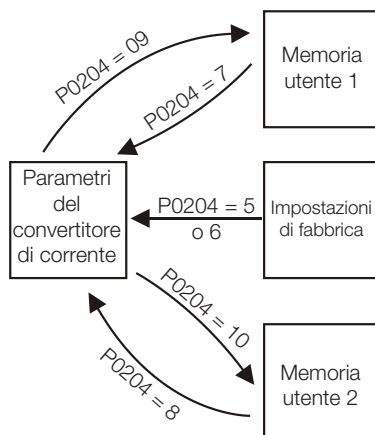 P0204 = 09
Memoria
utente 1
P0204 = 7
Parametri
del
convertitore
di corrente
P0204 = 5
o 6
Impostazioni
di fabbrica
P0204 = 10
P0204 = 8
Memoria
utente 2